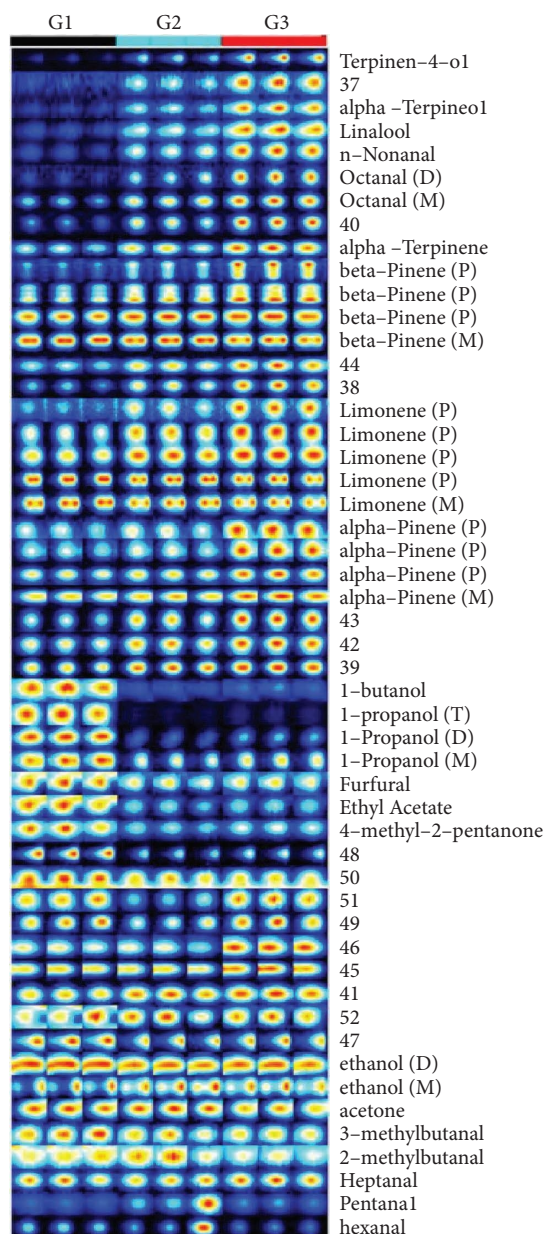 G1 G2 G3
Terpinen–4–o1
37
alpha –Terpineo1
Linalool
n–Nonanal
Octanal (D)
Octanal (M)
40
alpha –Terpinene
beta–Pinene (P)
beta–Pinene (P)
beta–Pinene (P)
beta–Pinene (M)
44
38
Limonene (P)
Limonene (P)
Limonene (P)
Limonene (P)
Limonene (M)
alpha–Pinene (P)
alpha–Pinene (P)
alpha–Pinene (P)
alpha–Pinene (M)
43
42
39
1–butanol
1–propanol (T)
1–Propanol (D)
1–Propanol (M)
Furfural
Ethyl Acetate
4–methyl–2–pentanone
48
50
51
49
46
45
41
52
47
ethanol (D)
ethanol (M)
acetone
3–methylbutanal
2–methylbutanal
Heptanal
Pentana1
hexanal